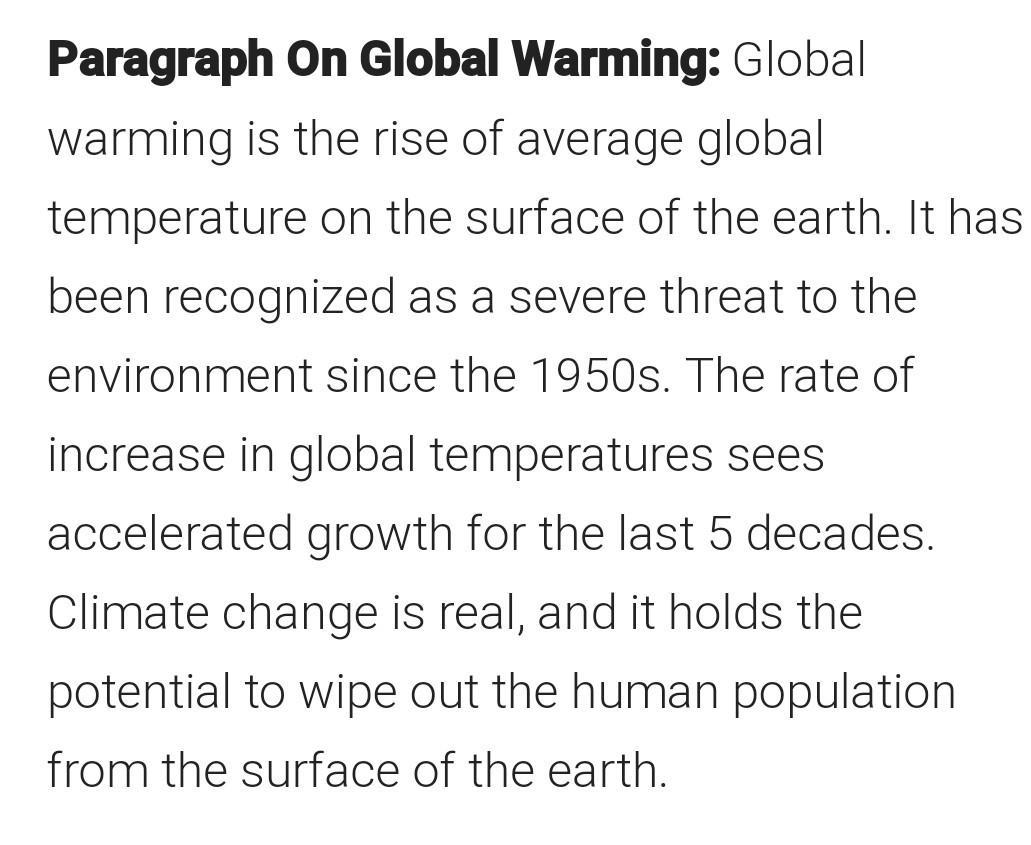 Paragraph On Global Warming: Global
warming is the rise of average global
temperature on the surface of the earth. It has
been recognized as a severe threat to the
environment since the 1950s. The rate of
increase in global temperatures sees
accelerated growth for the last 5 decades.
Climate change is real, and it holds the
potential to wipe out the human population
from the surface of the earth.